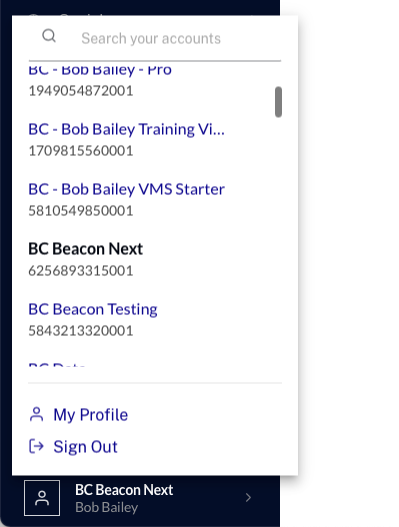 Search your accounts
BC - Bob Bailey - Pro
1949054872001
BC - Bob Bailey Training Vi...
1709815560001
BC - Bob Bailey VMS Starter
5810549850001
BC Beacon Next
6256893315001
BC Beacon Testing
5843213320001
My Profile
Sign Out
BC Beacon Next
Bob Bailey